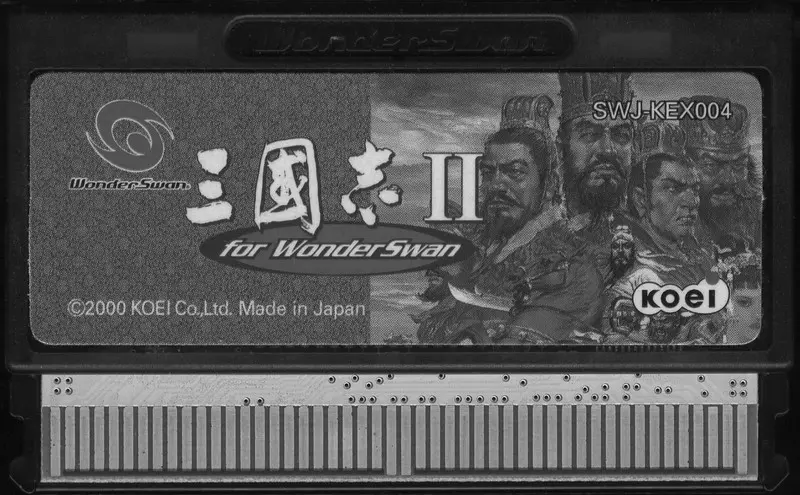 WonderSwan
SWJ-KEX004
WonderSwan
三國志 II
for WonderSwan
©2000 KOEI Co.,Ltd. Made in Japan
KOEI